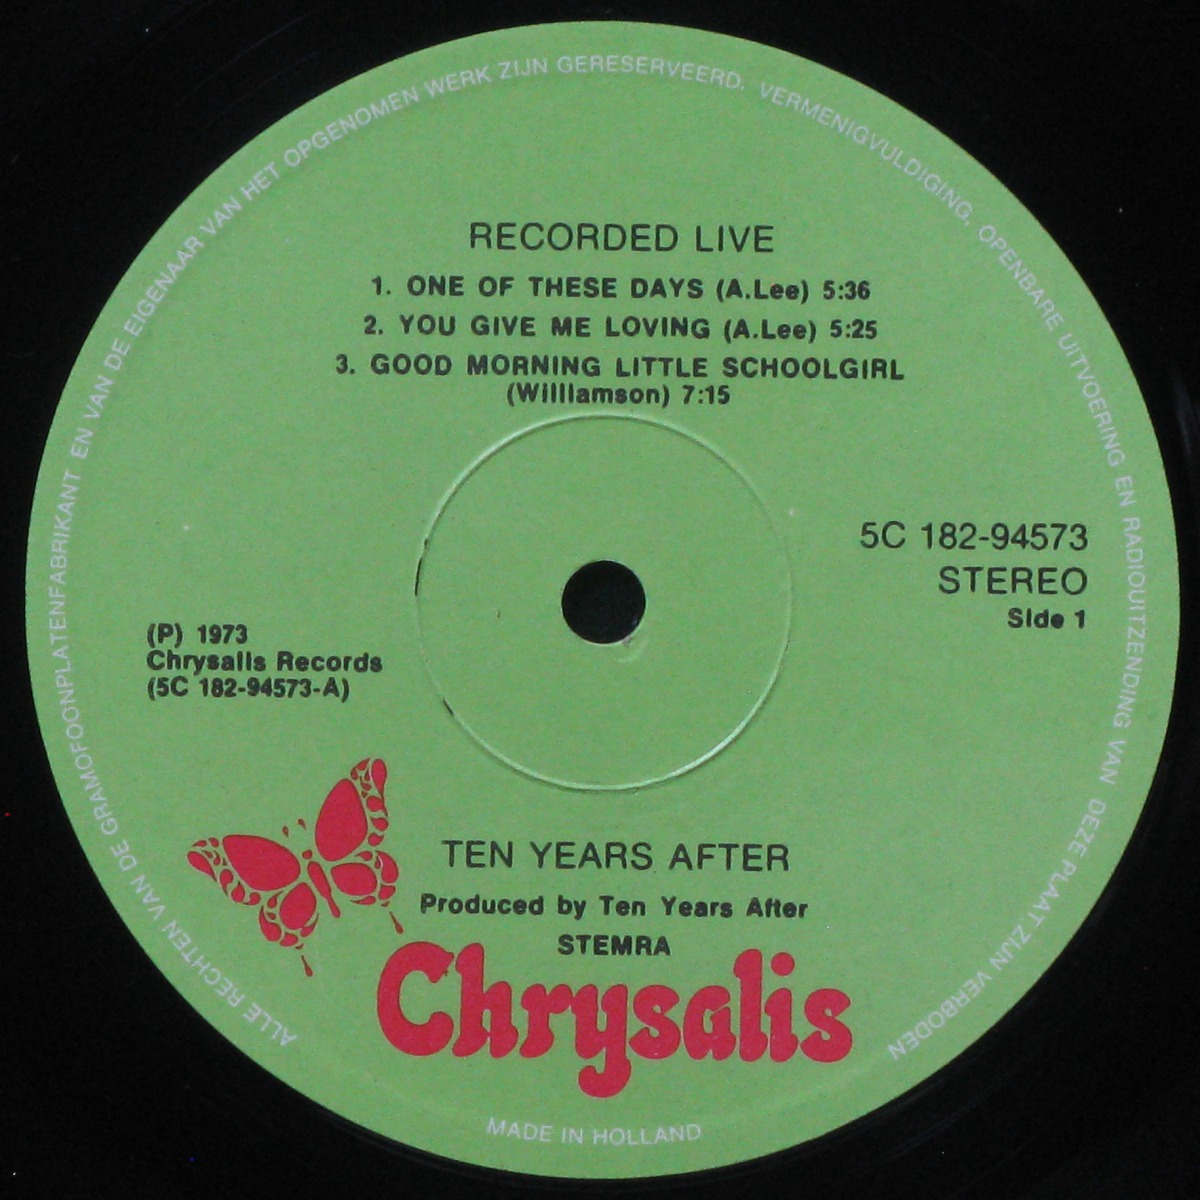 ALLE RECHTEN VAN DE GRAMOFOONPLATENFABRIKANT EN VAN DE EIGENAAR VAN HET OPGENOMEN WERK ZIJN GERESERVEERD. VERMENIGVULDIGING, OPENBARE UITVOERING EN RADIOUITZENDING VAN DEZE PLAAT ZIJN VERBODEN
RECORDED LIVE
1. ONE OF THESE DAYS (A.Lee) 5:36
2. YOU GIVE ME LOVING (A.Lee) 5:25
3. GOOD MORNING LITTLE SCHOOLGIRL
(Williamson) 7:15
5C 182-94573
STEREO
Side 1
(P) 1973
Chrysalis Records
(5C 182-94573-A)
TEN YEARS AFTER
Produced by Ten Years After
STEMRA
Chrysalis
MADE IN HOLLAND